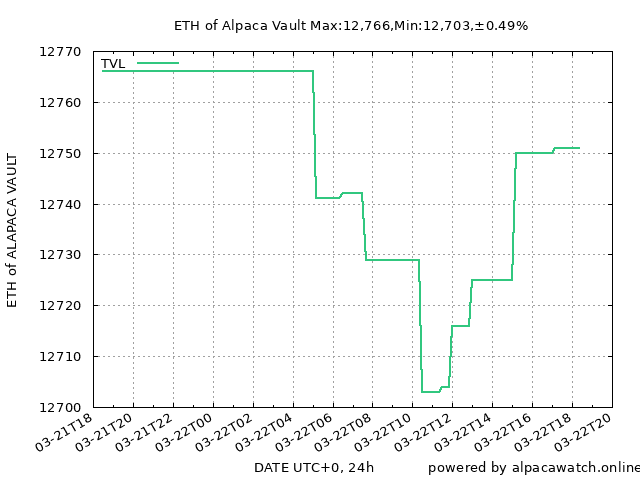 ETH of Alpaca Vault Max:12,766,Min:12,703,±0.49%
TVL
12770
12760
12750
12740
12730
12720
12710
12700
ETH of ALAPACA VAULT
03-21T18
03-21T20
03-21T22
03-22T00
03-22T02
03-22T04
03-22T06
03-22T08
03-22T10
03-22T12
03-22T14
03-22T16
03-22T18
03-22T20
DATE UTC+0, 24h
powered by alpacawatch.online